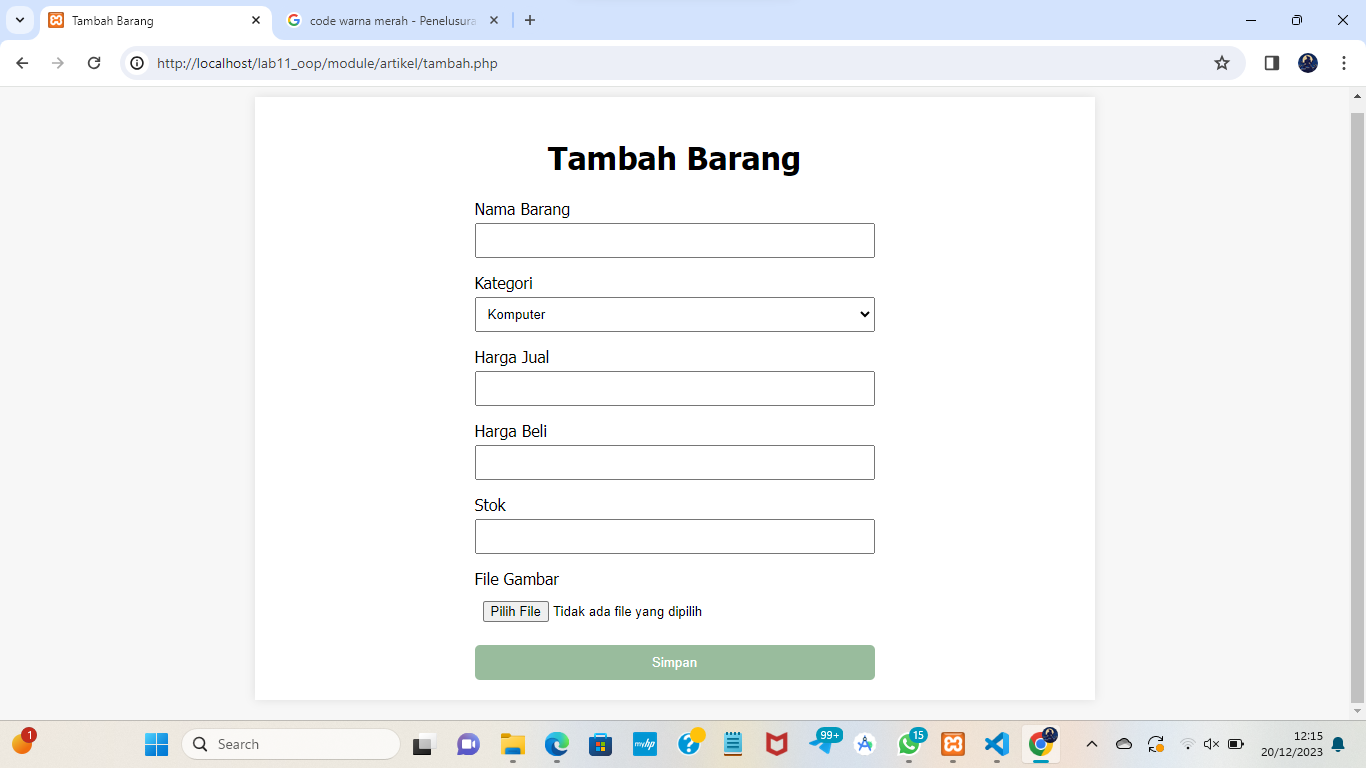 Tambah Barang
code warna merah - Penelusura
http://localhost/lab11_oop/module/artikel/tambah.php
Tambah Barang
Nama Barang
Kategori
Komputer
Harga Jual
Harga Beli
Stok
File Gambar
Pilih File Tidak ada file yang dipilih
Simpan
1
Search
myhp
99+
15
12:15
20/12/2023